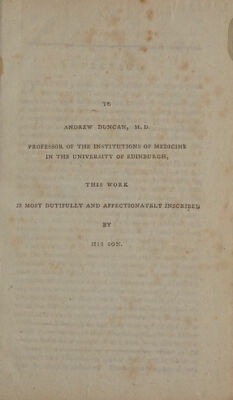 TO
ANDREW DUNCAN, M. D.
PROFESSOR OF THE INSTITUTIONS OF MEDICINE
IN THE UNIVERSITY OF EDINBURGH,
THIS WORK
IS MOST DUTIFULLY AND AFFECTIONATELY INSCRIBED,
BY
HIS SON.